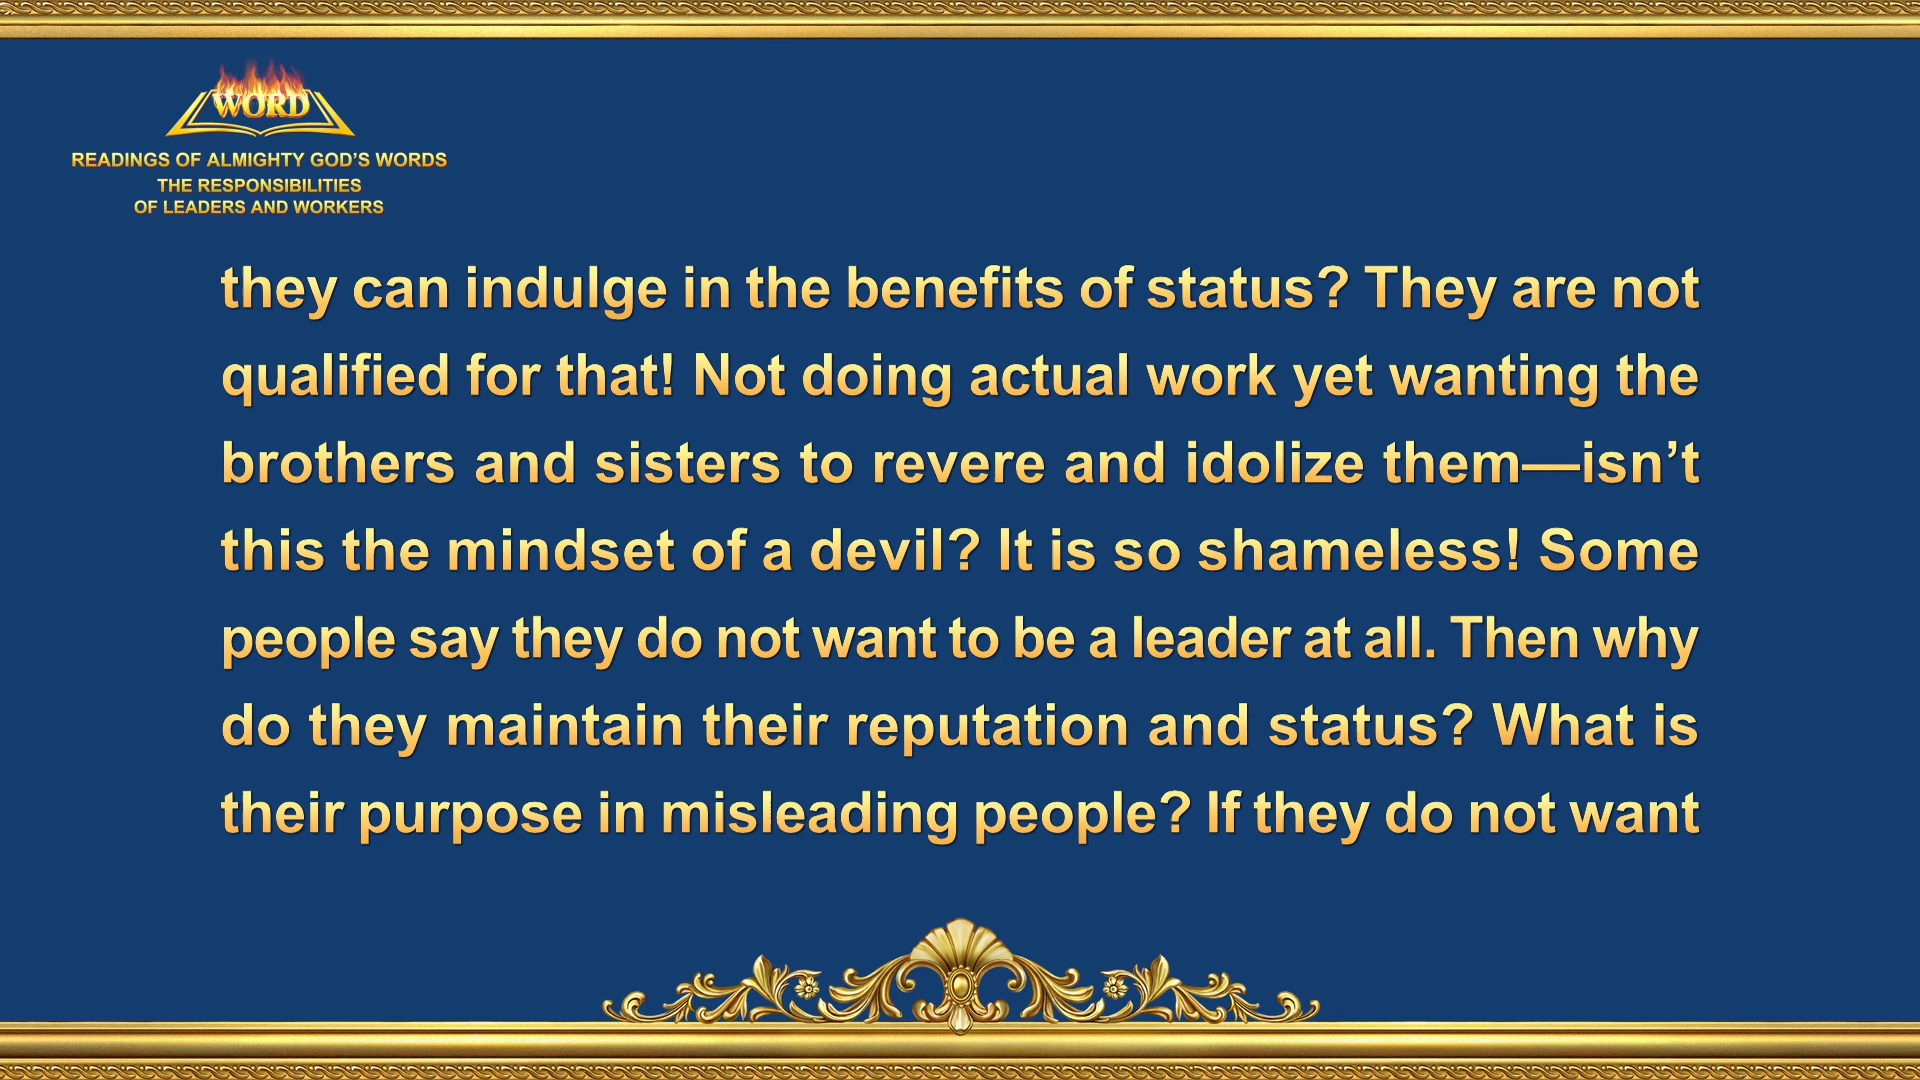 WORD
READINGS OF ALMIGHTY GOD’S WORDS
THE RESPONSIBILITIES
OF LEADERS AND WORKERS
they can indulge in the benefits of status? They are not
qualified for that! Not doing actual work yet wanting the
brothers and sisters to revere and idolize them—isn’t
this the mindset of a devil? It is so shameless! Some
people say they do not want to be a leader at all. Then why
do they maintain their reputation and status? What is
their purpose in misleading people? If they do not want